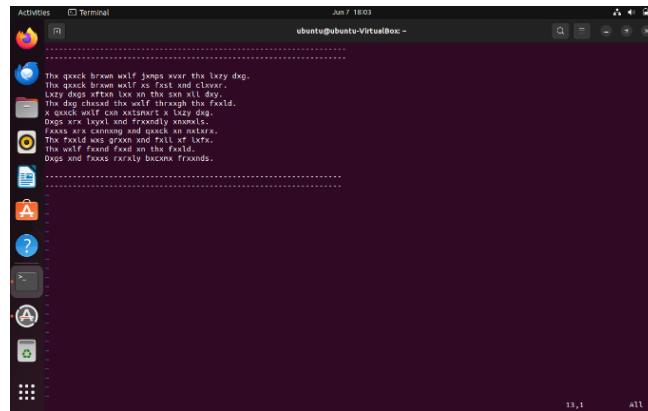 Activities Terminal Jun 7 18:03
ubuntu@ubuntu-VirtualBox: ~
----------------------------------------------------------------
----------------------------------------------------------------
Thx qxxck brxwn wxlf jxmps xvxr thx lxzy dxg.
Thx qxxck brxwn wxlf xs fxst xnd clxvxr.
Lxzy dxgs xftxn lxx xn thx sxn xll dxy.
Thx dxg chxsxd thx wxlf thrxxgh thx fxxld.
x qxxck wxlf cxn xxtsmxrt x lxzy dxg.
Dxgs xrx lxyxl xnd frxxndly xnxmxls.
Fxxxs xrx cxnnxng xnd qxxck xn nxtxrx.
Thx fxxld wxs grxxn xnd fxll xf lxfx.
Thx wxlf fxxnd fxxd xn thx fxxld.
Dxgs xnd fxxxs rxrxly bxcxmx frxxnds.
---------------------------------------------------------------
---------------------------------------------------------------
13,1 All